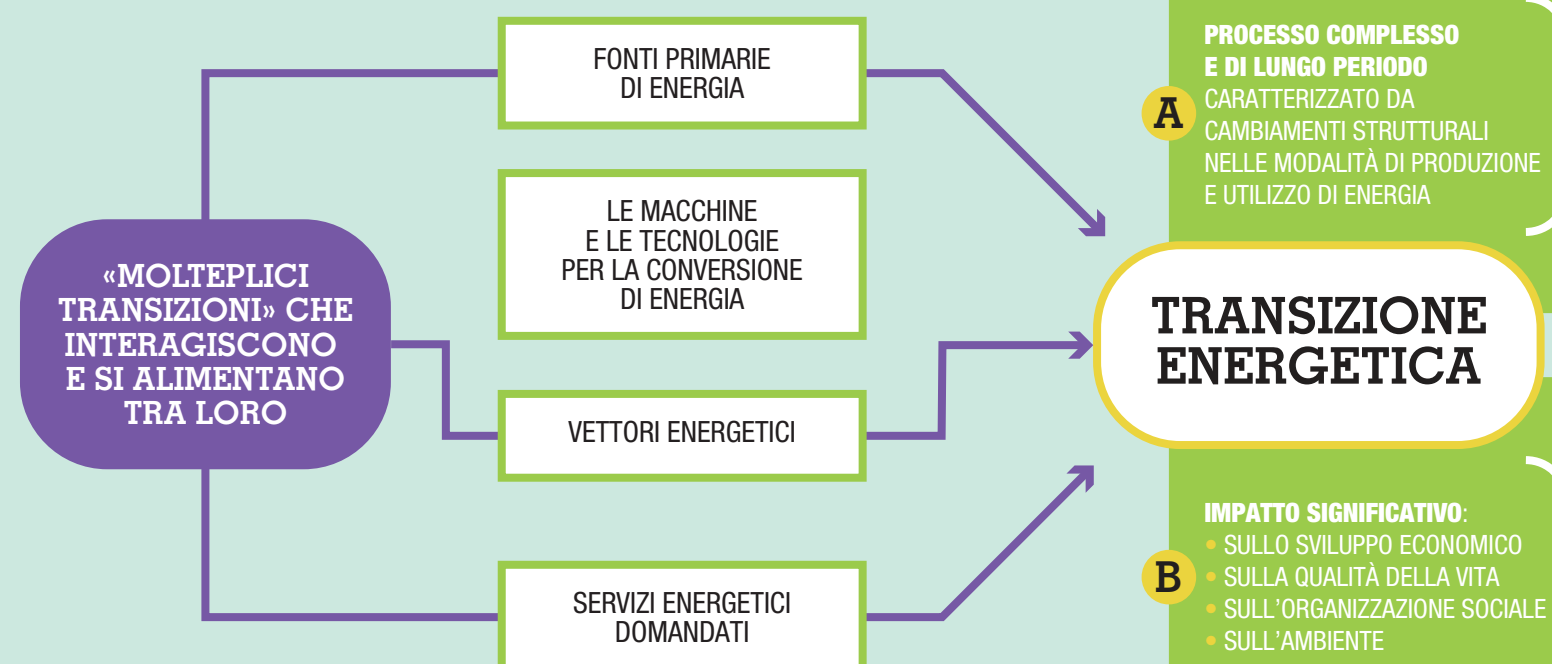 «MOLTEPLICI
TRANSIZIONI» CHE
INTERAGISCONO
E SI ALIMENTANO
TRA LORO
FONTI PRIMARIE
DI ENERGIA
LE MACCHINE
E LE TECNOLOGIE
PER LA CONVERSIONE
DI ENERGIA
VETTORI ENERGETICI
SERVIZI ENERGETICI
DOMANDATI
A
PROCESSO COMPLESSO
E DI LUNGO PERIODO
CARATTERIZZATO DA
CAMBIAMENTI STRUTTURALI
NELLE MODALITÀ DI PRODUZIONE
E UTILIZZO DI ENERGIA
TRANSIZIONE
ENERGETICA
B
IMPATTO SIGNIFICATIVO:
• SULLO SVILUPPO ECONOMICO
• SULLA QUALITÀ DELLA VITA
• SULL'ORGANIZZAZIONE SOCIALE
• SULL'AMBIENTE